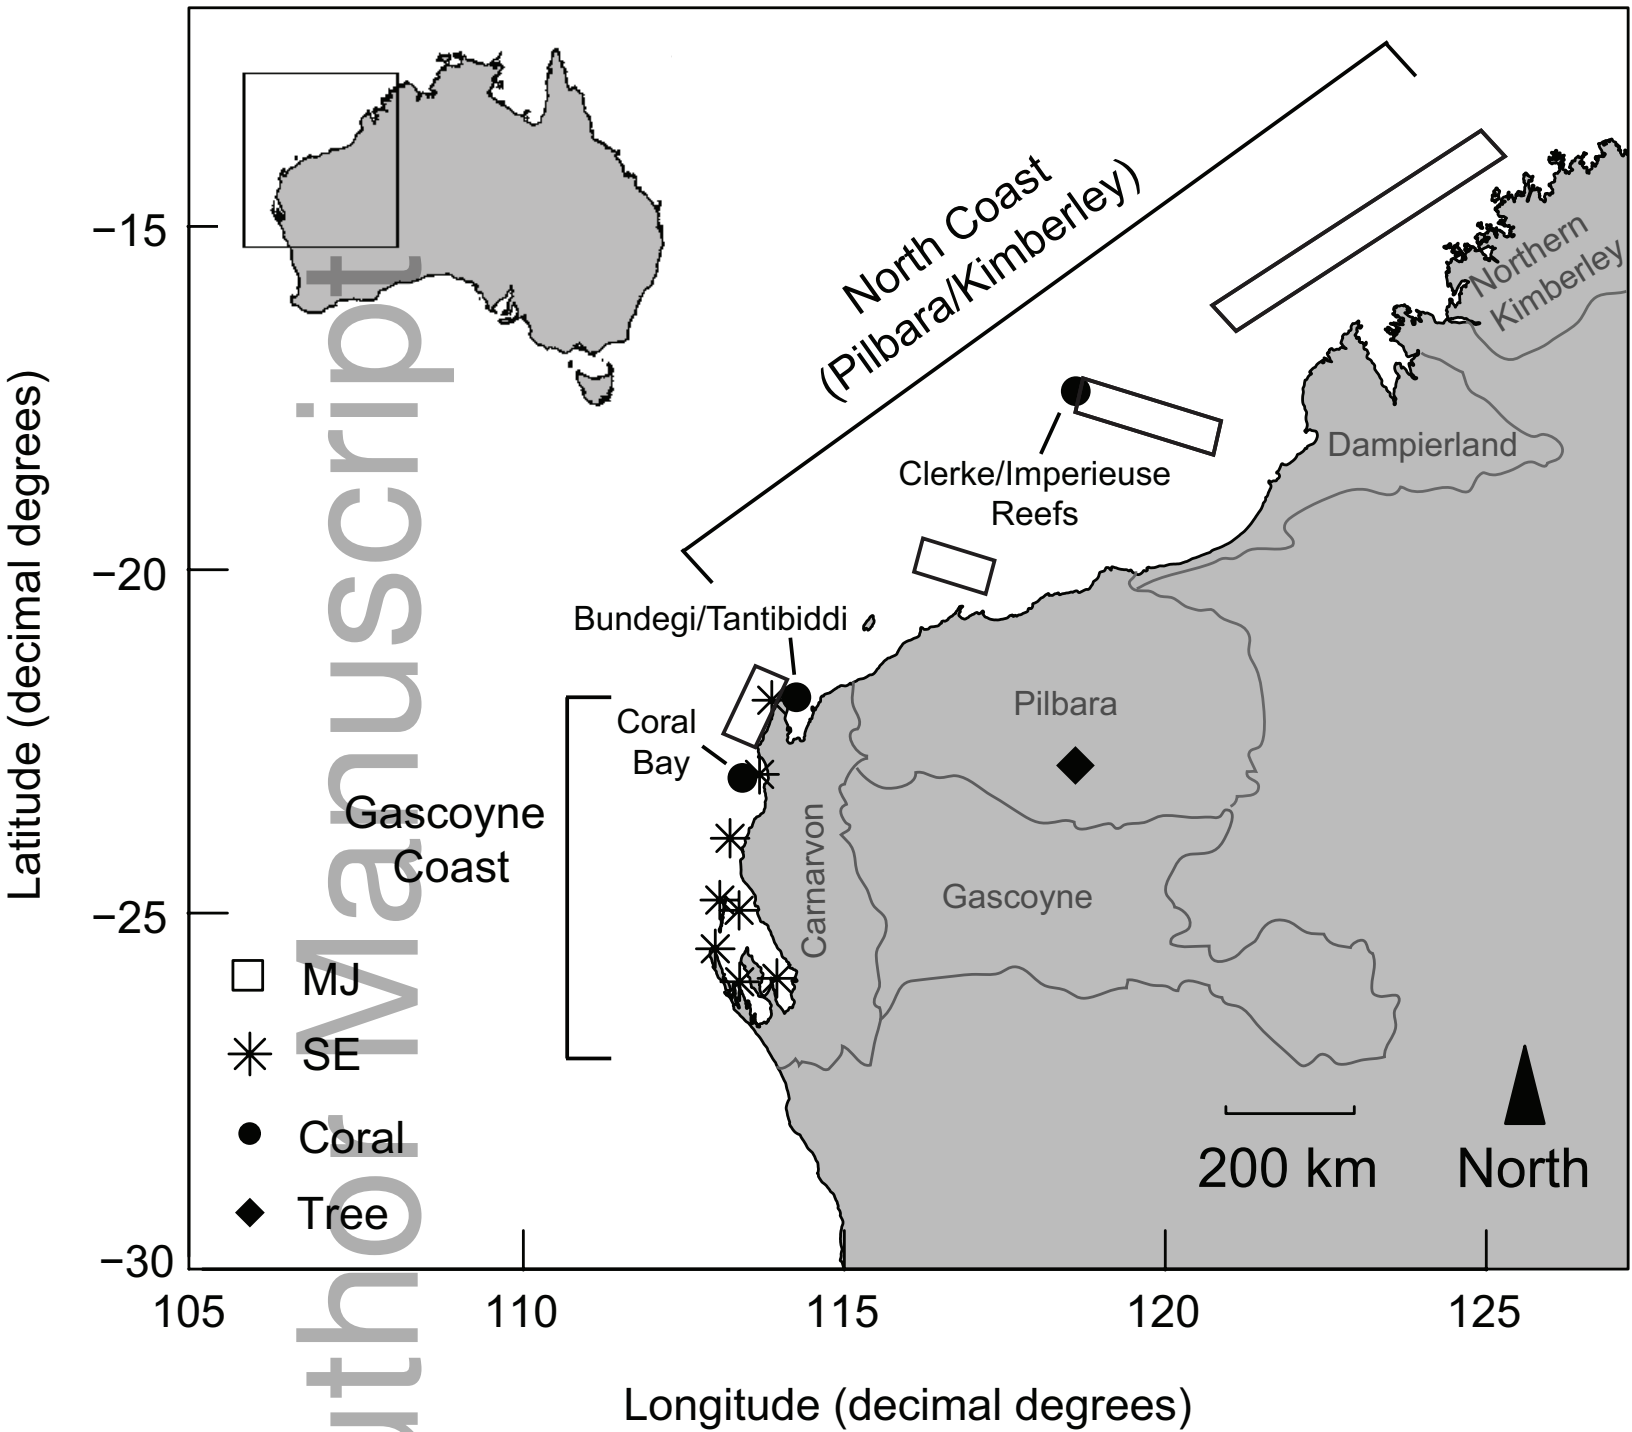 North Coast
(Pilbara/Kimberley)
−15
Northern
Kimberley
Dampierland
Clerke/Imperieuse
Reefs
−20
Bundegi/Tantibiddi
Pilbara
Coral
Bay
Gascoyne
Coast
Carnarvon
Gascoyne
−25
MJ
SE
Coral
Tree
200 km
North
−30
105
110
115
120
125
Longitude (decimal degrees)
Latitude (decimal degrees)
uthor Manuscript